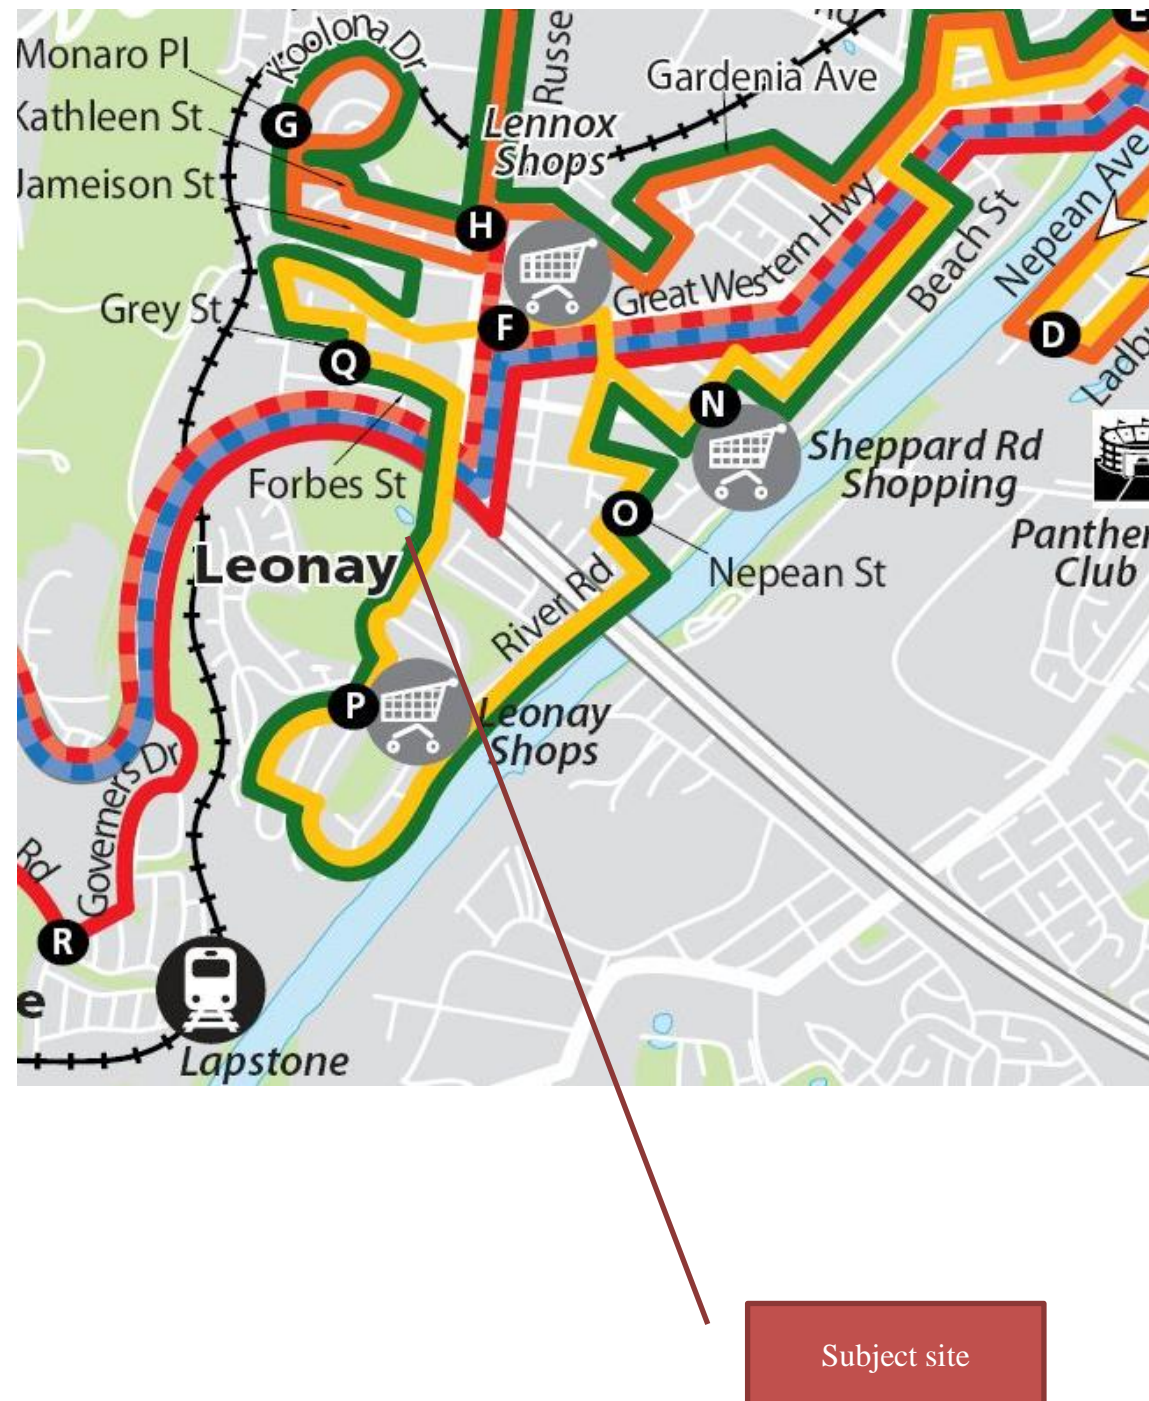 E
Koolona Dr
Monaro Pl
Russe
Gardenia Ave
Kathleen St
G
Lennox
Shops
Jameison St
H
Nepean Ave
Great Western Hwy
Beach St
Grey St
F
D
Q
Ladb
N
Sheppard Rd
Shopping
Forbes St
O
Panther
Club
Leonay
Nepean St
River Rd
P
Leonay
Shops
Governers Dr
Rd
R
e
Lapstone
Subject site